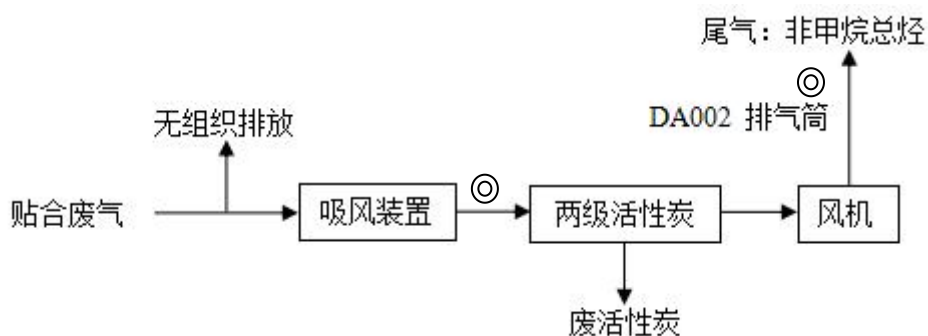 尾气：非甲烷总烃
◎
DA002 排气筒
无组织排放
贴合废气
吸风装置
◎
两级活性炭
风机
废活性炭